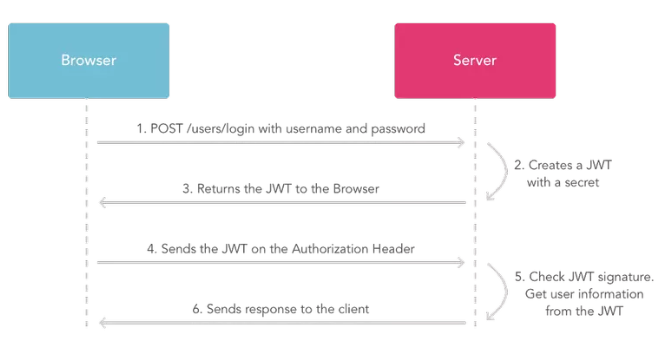 Browser
Server
1. POST /users/login with username and password
2. Creates a JWT
with a secret
3. Returns the JWT to the Browser
4. Sends the JWT on the Authorization Header
5. Check JWT signature.
Get user information
from the JWT
6. Sends response to the client